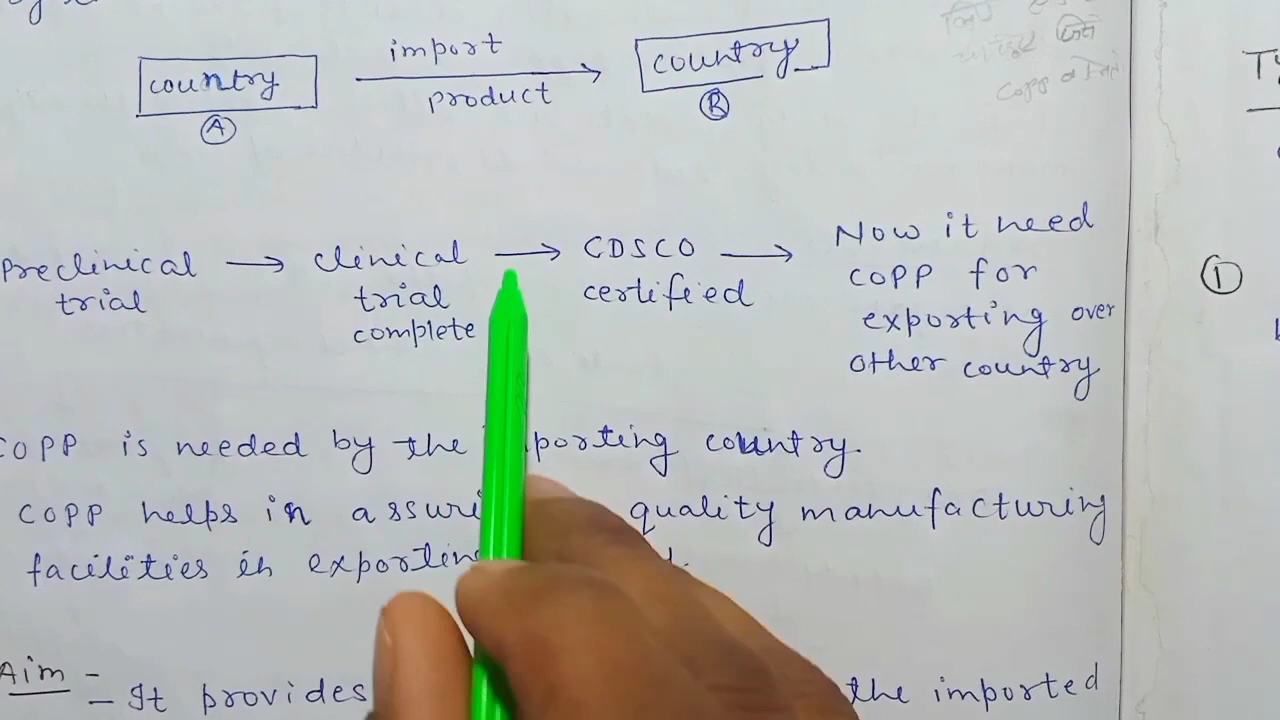 import
country
country
product
A
B
Preclinical → clinical → CDSCO → Now it need
trial
trial
certified
COPP for
complete
exporting over
other country
①
COPP is needed by the porting country.
COPP helps in assuri quality manufacturing
facilities in exporting
Aim -
- It provides the imported